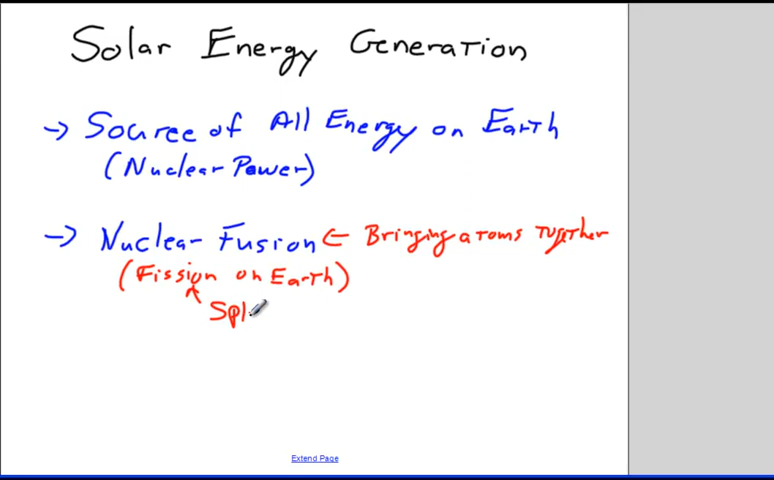 Solar Energy Generation
→ Source of All Energy on Earth
(Nuclear Power)
→ Nuclear Fusion ← Bringing atoms Together
(Fission on Earth)
Spl
Extend Page